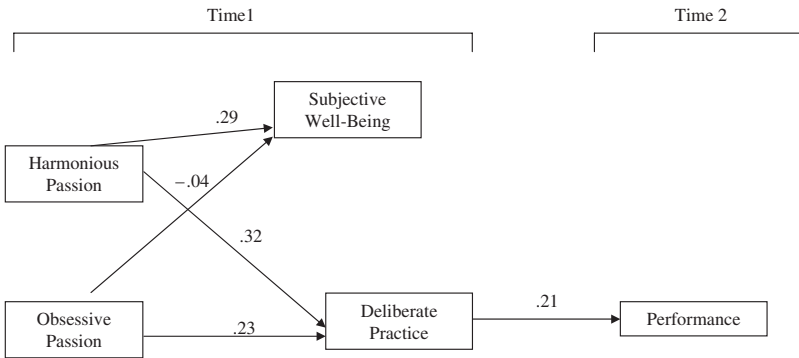 Time1
Time 2
Subjective
Well-Being
.29
Harmonious
Passion
−.04
.32
Obsessive
Passion
.23
Deliberate
Practice
.21
Performance